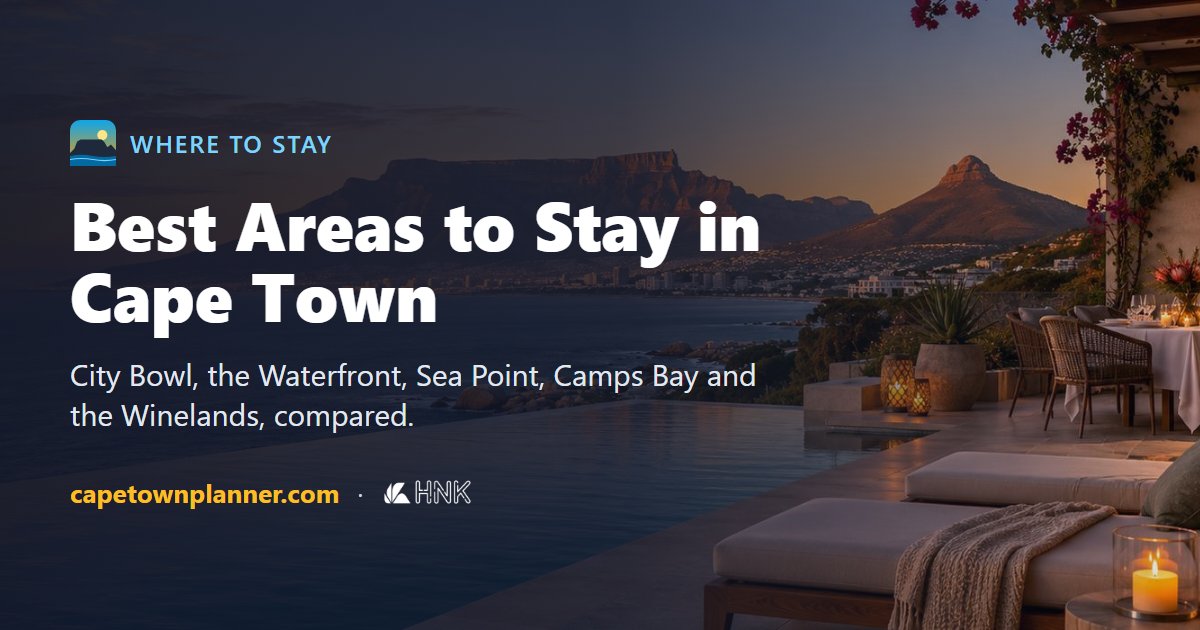 WHERE TO STAY
Best Areas to Stay in
Cape Town
City Bowl, the Waterfront, Sea Point, Camps Bay and
the Winelands, compared.
capetownplanner.com · HNK